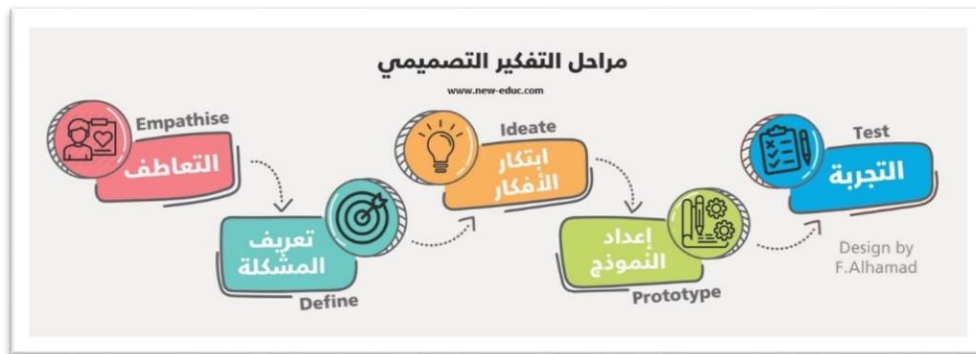 مراحل التفكير التصميمي
www.new-educ.com
Empathise
التعاطف
تعريف
المشكلة
Define
Ideate
ابتكار
الأفكار
إعداد
النموذج
Prototype
Test
التجربة
Design by
F.Alhamad